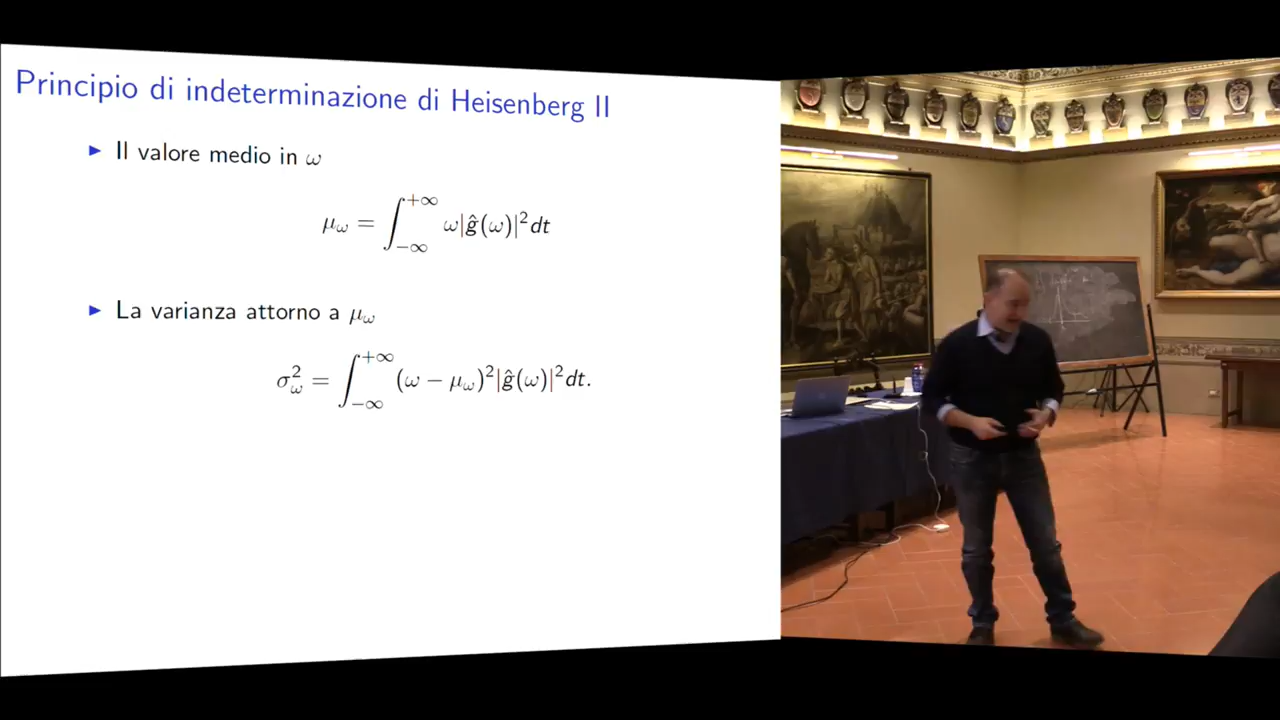 Principio di indeterminazione di Heisenberg II
▶ Il valore medio in ω
μ_ω = ∫_{−∞}^{+∞} ω|ĝ(ω)|²dt
▶ La varianza attorno a μ_ω
σ²_ω = ∫_{−∞}^{+∞} (ω − μ_ω)²|ĝ(ω)|²dt.